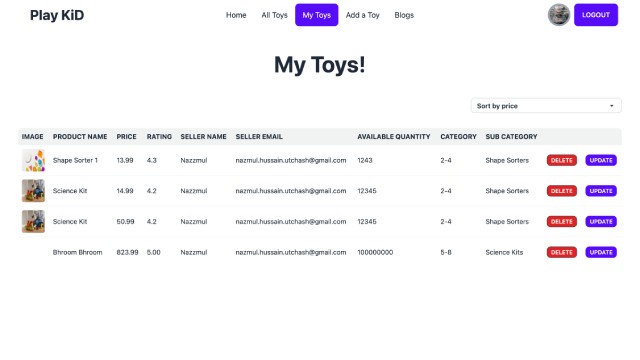 Play KiD Home All Toys My Toys Add a Toy Blogs LOGOUT
My Toys!
Sort by price
IMAGE PRODUCT NAME PRICE RATING SELLER NAME SELLER EMAIL AVAILABLE QUANTITY CATEGORY SUB CATEGORY
Shape Sorter 1 13.99 4.3 Nazzmul nazmul.hussain.utchash@gmail.com 1243 2-4 Shape Sorters DELETE UPDATE
Science Kit 14.99 4.2 Nazzmul nazmul.hussain.utchash@gmail.com 12345 2-4 Shape Sorters DELETE UPDATE
Science Kit 50.99 4.2 Nazzmul nazmul.hussain.utchash@gmail.com 12345 2-4 Shape Sorters DELETE UPDATE
Bhroom Bhroom 823.99 5.00 Nazzmul nazmul.hussain.utchash@gmail.com 100000000 5-8 Science Kits DELETE UPDATE